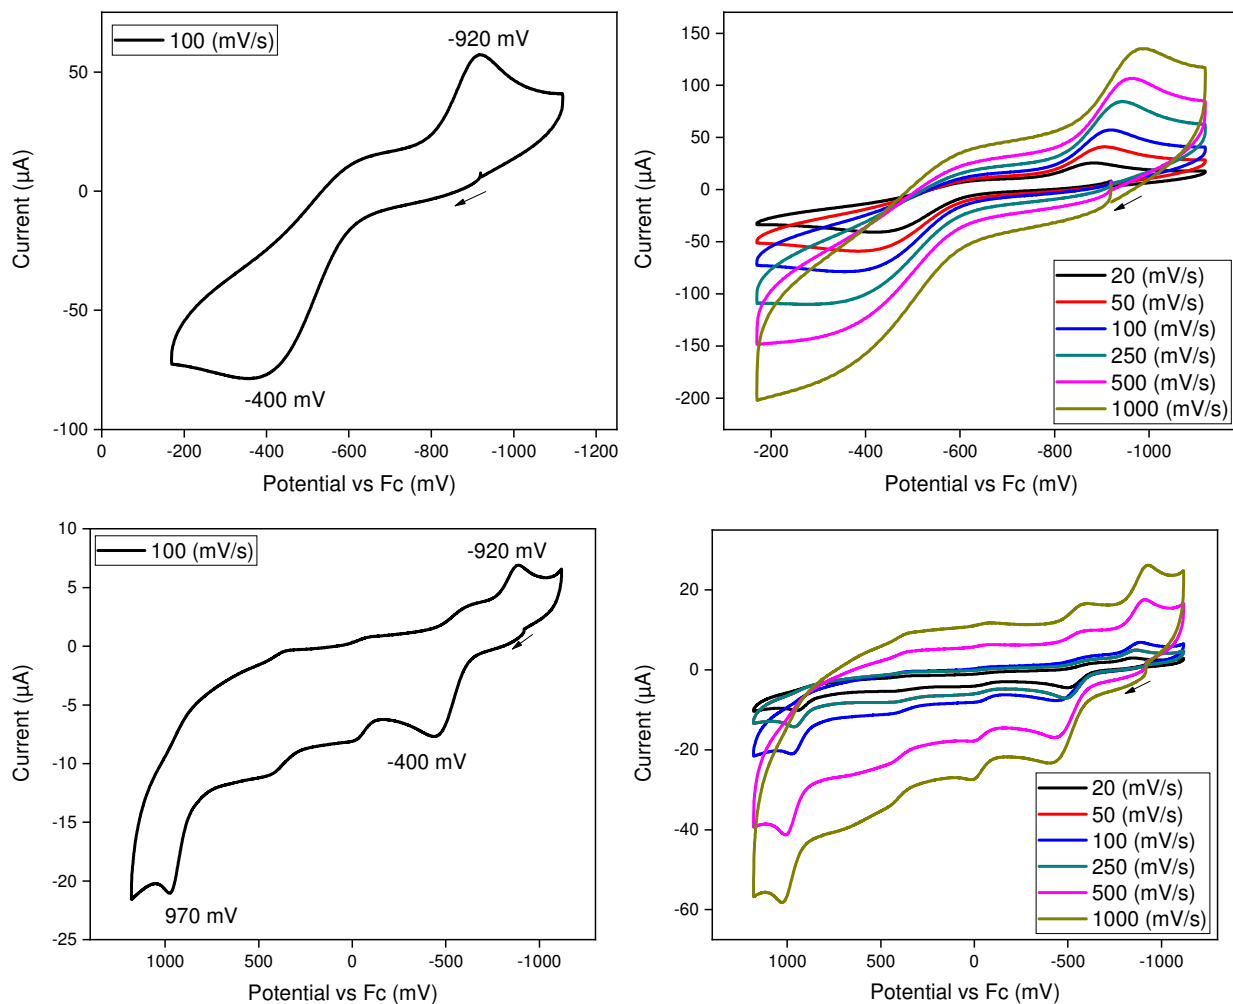 100 (mV/s)
-920 mV
-400 mV
50
0
-50
-100
0
-200
-400
-600
-800
-1000
-1200
Current (µA)
Potential vs Fc (mV)
150
100
50
0
-50
-100
-150
-200
-200
-400
-600
-800
-1000
Current (µA)
Potential vs Fc (mV)
20 (mV/s)
50 (mV/s)
100 (mV/s)
250 (mV/s)
500 (mV/s)
1000 (mV/s)
100 (mV/s)
-920 mV
-400 mV
970 mV
10
5
0
-5
-10
-15
-20
-25
1000
500
0
-500
-1000
Current (µA)
Potential vs Fc (mV)
20
0
-20
-40
-60
1000
500
0
-500
-1000
Current (µA)
Potential vs Fc (mV)
20 (mV/s)
50 (mV/s)
100 (mV/s)
250 (mV/s)
500 (mV/s)
1000 (mV/s)